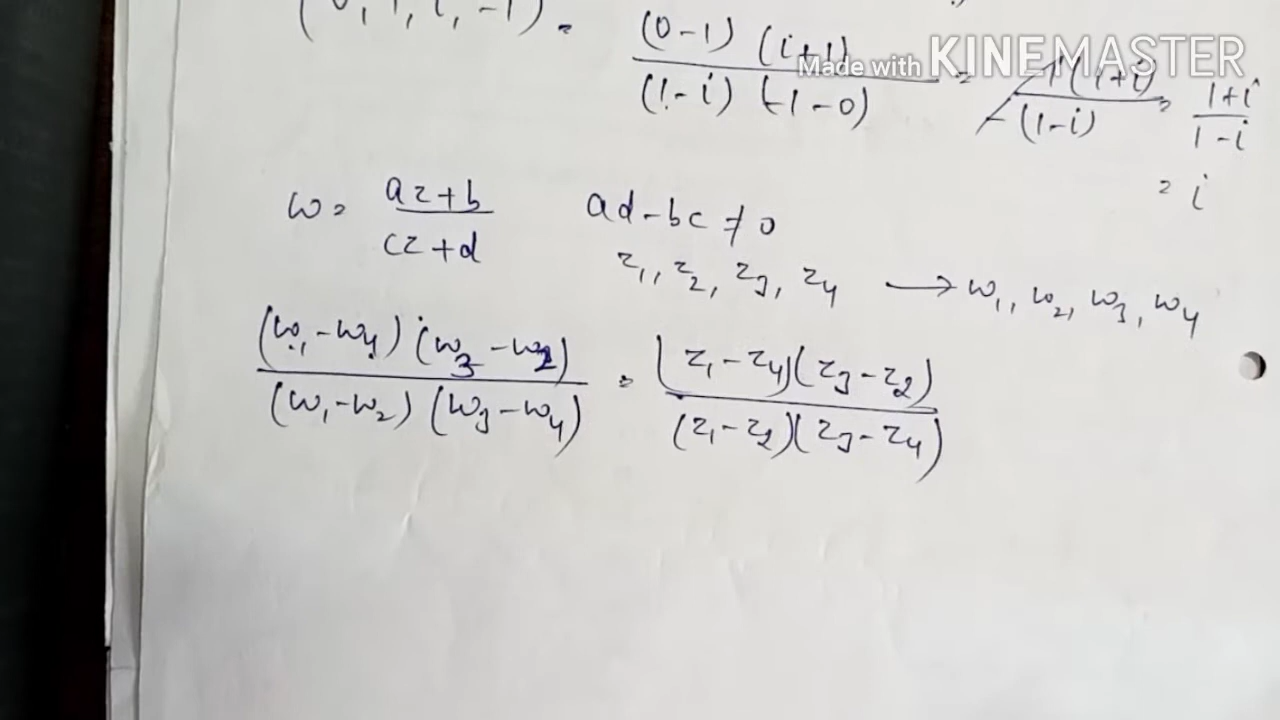 (0, 1, i, -1) = (0-1) (i+1) / (1-i) (-1-0) = -1(1+i) / -(1-i) = 1+i / 1-i
Made with KINEMASTER
= i
w = az+b / cz+d ad-bc ≠ 0
z1, z2, z3, z4 → w1, w2, w3, w4
(w1-w4) (w3-w2) / (w1-w2) (w3-w4) = (z1-z4)(z3-z2) / (z1-z2)(z3-z4)